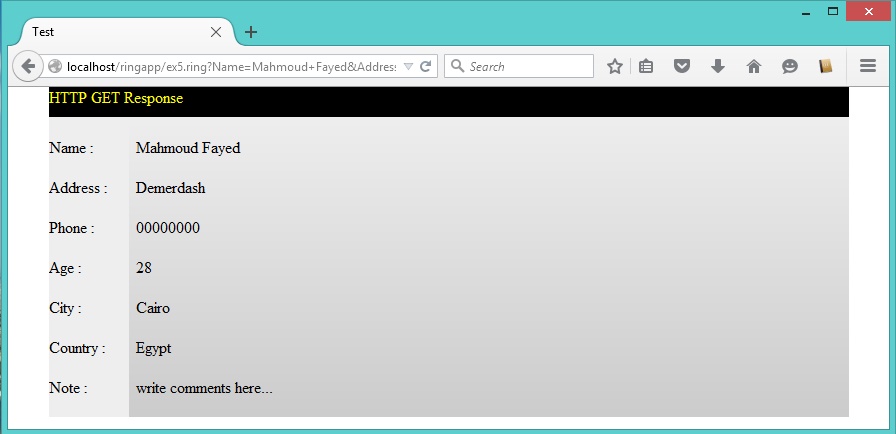 Test
localhost/ringapp/ex5.ring?Name=Mahmoud+Fayed&Address
Search
HTTP GET Response
Name : Mahmoud Fayed
Address : Demerdash
Phone : 00000000
Age : 28
City : Cairo
Country : Egypt
Note : write comments here...